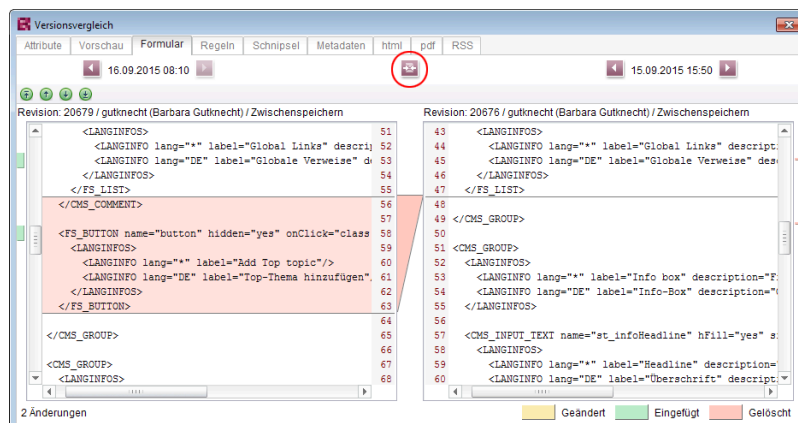 Versionsvergleich
Attribute Vorschau Formular Regeln Schnipsel Metadaten html pdf RSS
16.09.2015 08:10
15.09.2015 15:50
Revision: 20679 / gutknecht (Barbara Gutknecht) / Zwischenspeichern
<LANGINFOS> 51
<LANGINFO lang="*" label="Global Links" descrip 52
<LANGINFO lang="DE" label="Globale Verweise" d 53
</LANGINFOS> 54
</FS_LIST> 55
</CMS_COMMENT> 56
57
<FS_BUTTON name="button" hidden="yes" onClick="class 58
<LANGINFOS> 59
<LANGINFO lang="*" label="Add Top topic"/> 60
<LANGINFO lang="DE" label="Top-Thema hinzufügen" 61
</LANGINFOS> 62
</FS_BUTTON> 63
64
</CMS_GROUP> 65
66
<CMS_GROUP> 67
<LANGINFOS> 68
Revision: 20676 / gutknecht (Barbara Gutknecht) / Zwischenspeichern
43 <LANGINFOS>
44 <LANGINFO lang="*" label="Global Links" descript
45 <LANGINFO lang="DE" label="Globale Verweise" des
46 </LANGINFOS>
47 </FS_LIST>
48
49 </CMS_GROUP>
50
51 <CMS_GROUP>
52 <LANGINFOS>
53 <LANGINFO lang="*" label="Info box" description="F
54 <LANGINFO lang="DE" label="Info-Box" description="
55 </LANGINFOS>
56
57 <CMS_INPUT_TEXT name="st_infoHeadline" hFill="yes" s
58 <LANGINFOS>
59 <LANGINFO lang="*" label="Headline" description=
60 <LANGINFO lang="DE" label="Überschrift" descript
2 Änderungen
Geändert Eingefügt Gelöscht